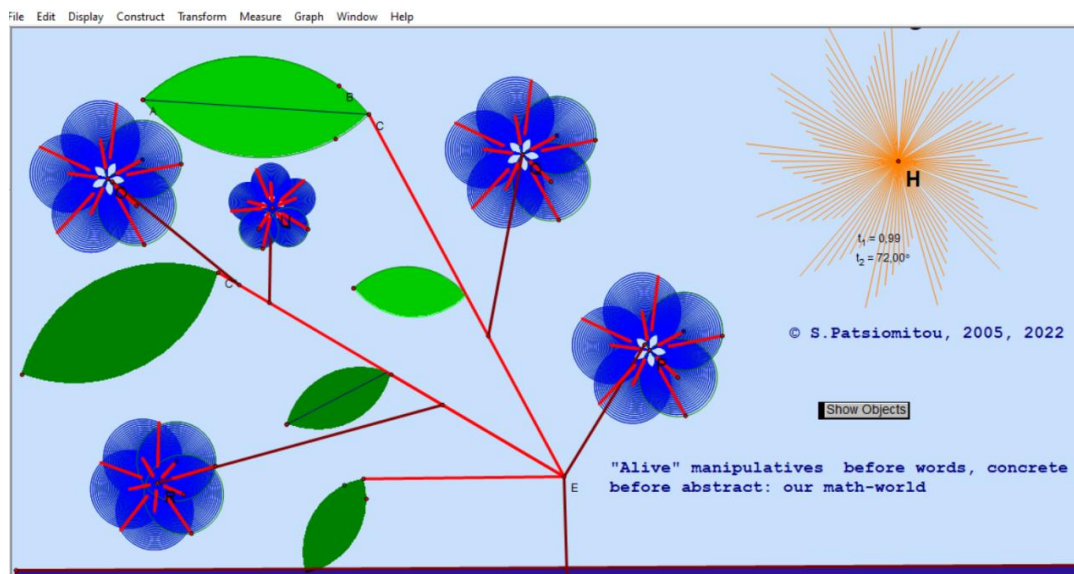 File Edit Display Construct Transform Measure Graph Window Help
A
B
C
H
t₁ = 0,99
t₂ = 72,00°
C
© S.Patsiomitou, 2005, 2022
Show Objects
"Alive" manipulatives before words, concrete
before abstract: our math-world
E